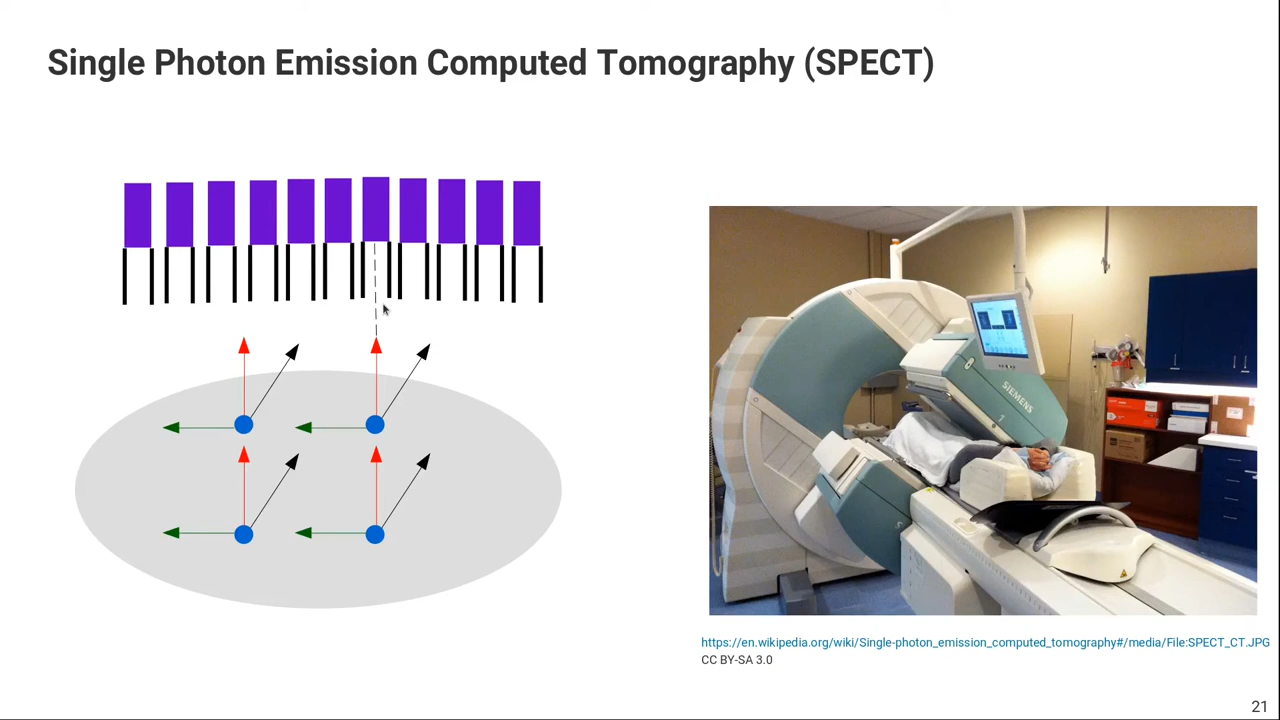 Single Photon Emission Computed Tomography (SPECT)
SIEMENS
https://en.wikipedia.org/wiki/Single-photon_emission_computed_tomography#/media/File:SPECT_CT.JPG
CC BY-SA 3.0
21